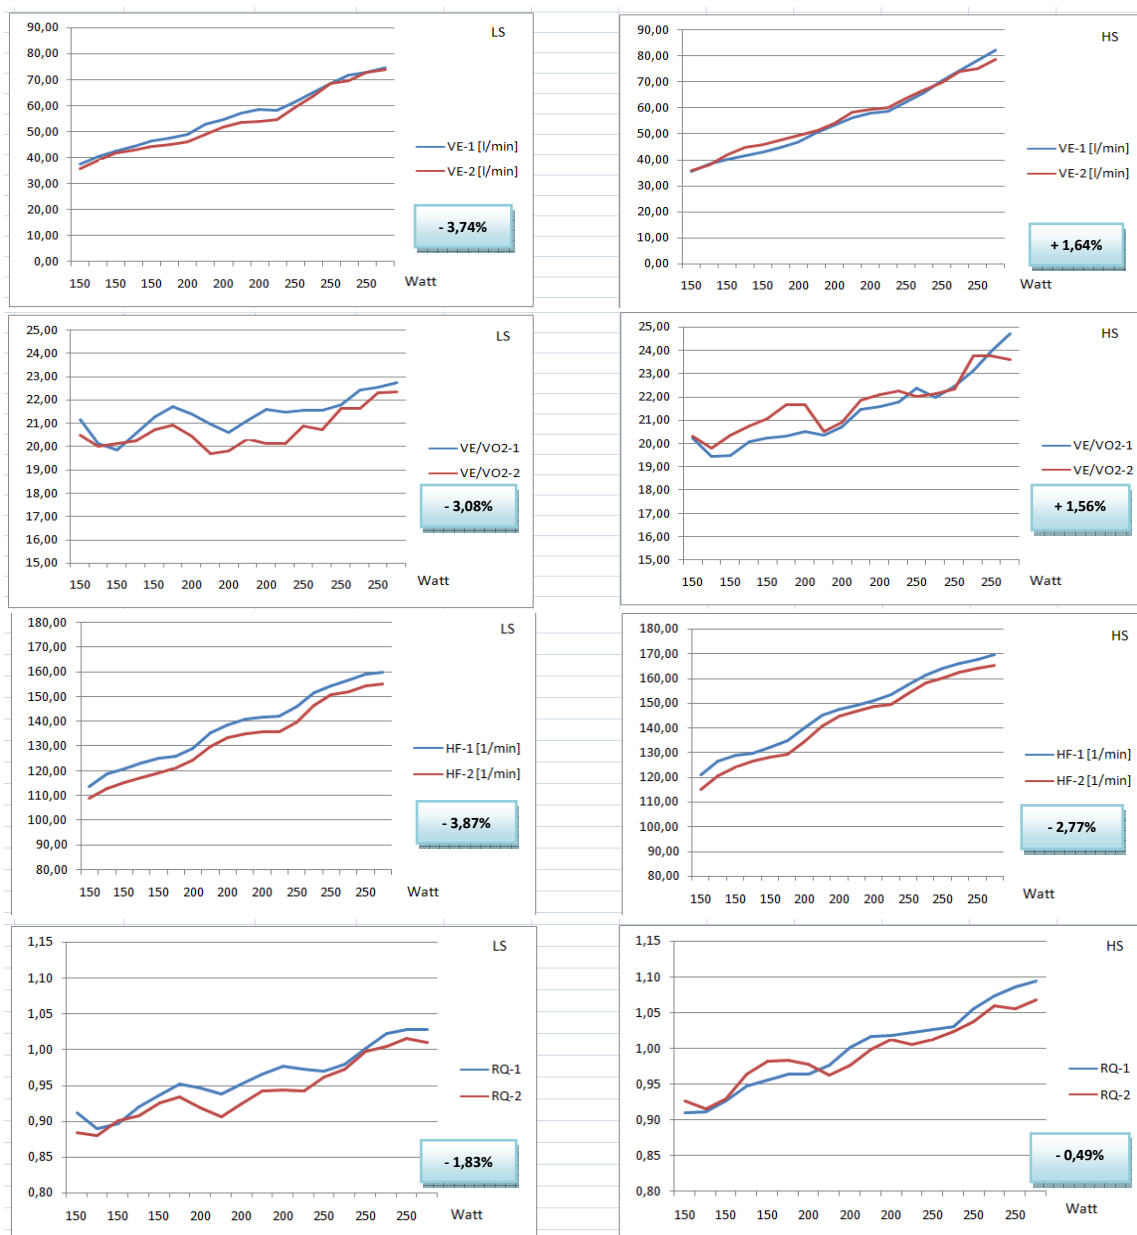 LS
90,00
80,00
70,00
60,00
50,00
40,00
30,00
20,00
10,00
0,00
VE-1 [l/min]
VE-2 [l/min]
- 3,74%
150 150 150 200 200 200 250 250 Watt
HS
90,00
80,00
70,00
60,00
50,00
40,00
30,00
20,00
10,00
0,00
VE-1 [l/min]
VE-2 [l/min]
+ 1,64%
150 150 150 200 200 200 250 250 250 Watt
LS
25,00
24,00
23,00
22,00
21,00
20,00
19,00
18,00
17,00
16,00
15,00
VE/VO2-1
VE/VO2-2
- 3,08%
150 150 150 200 200 200 250 250 250 Watt
HS
25,00
24,00
23,00
22,00
21,00
20,00
19,00
18,00
17,00
16,00
15,00
VE/VO2-1
VE/VO2-2
+ 1,56%
150 150 150 200 200 200 250 250 250 Watt
LS
180,00
170,00
160,00
150,00
140,00
130,00
120,00
110,00
100,00
90,00
80,00
HF-1 [1/min]
HF-2 [1/min]
- 3,87%
150 150 150 200 200 200 250 250 Watt
HS
180,00
170,00
160,00
150,00
140,00
130,00
120,00
110,00
100,00
90,00
80,00
HF-1 [1/min]
HF-2 [1/min]
- 2,77%
150 150 150 200 200 200 250 250 250 Watt
LS
1,15
1,10
1,05
1,00
0,95
0,90
0,85
0,80
RQ-1
RQ-2
- 1,83%
150 150 150 200 200 200 250 250 250 Watt
HS
1,15
1,10
1,05
1,00
0,95
0,90
0,85
0,80
RQ-1
RQ-2
- 0,49%
150 150 150 200 200 200 250 250 250 Watt